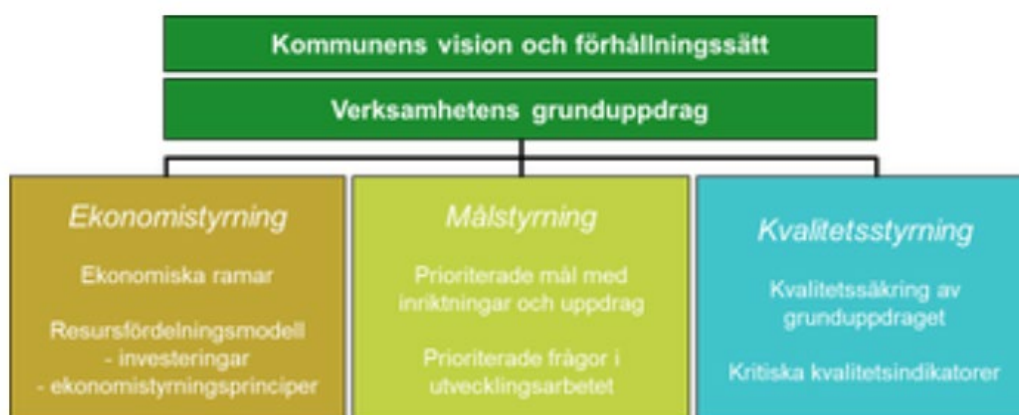 Kommunens vision och förhållningssätt
Verksamhetens grunduppdrag
Ekonomistyrning
Ekonomiska ramar
Resursfördelningsmodell
- investeringar
- ekonomistyrningsprinciper
Målstyrning
Prioriterade mål med
inriktningar och uppdrag
Prioriterade frågor i
utvecklingsarbetet
Kvalitetsstyrning
Kvalitetssäkring av
grunduppdraget
Kritiska kvalitetsindikatorer